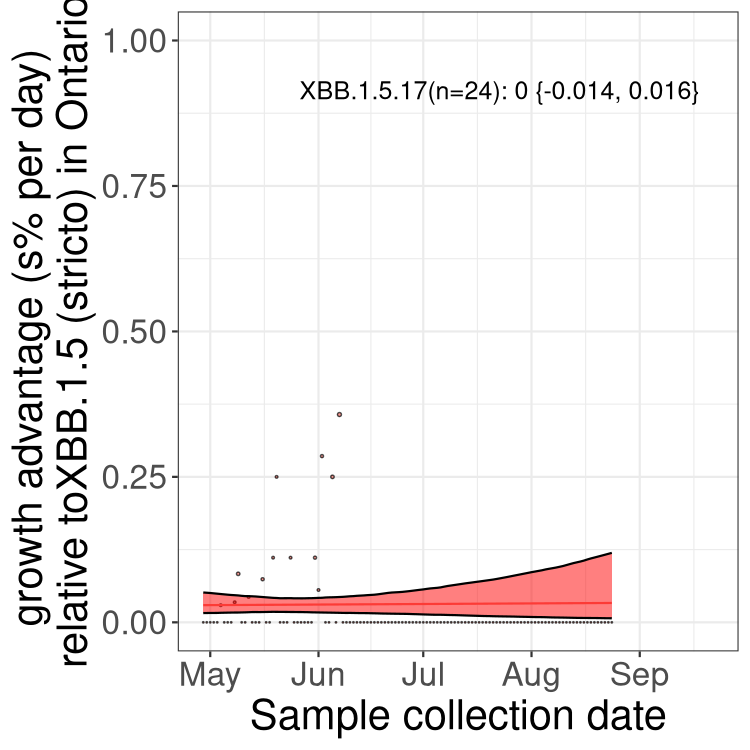 growth advantage (s% per day)
relative toXBB.1.5 (stricto) in Ontario
1.00
0.75
0.50
0.25
0.00
XBB.1.5.17(n=24): 0 {-0.014, 0.016}
May Jun Jul Aug Sep
Sample collection date